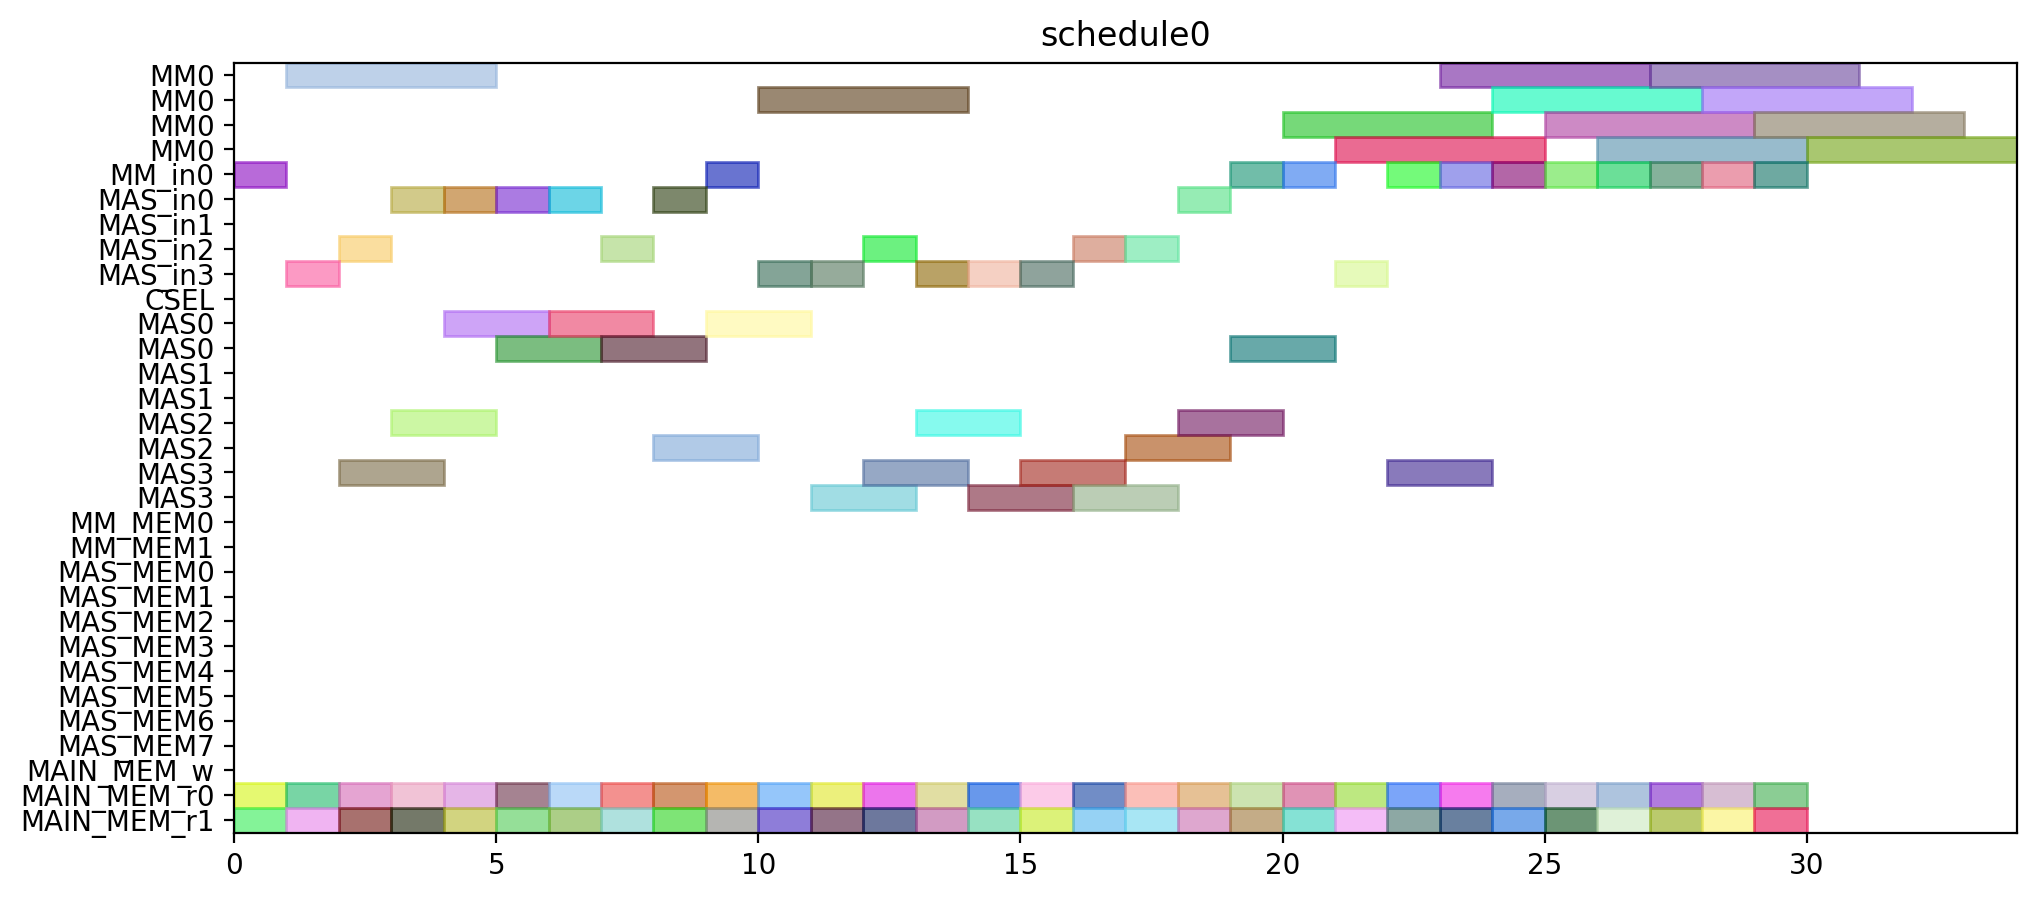 schedule0
MM0
MM0
MM0
MM0
MM_in0
MAS_in0
MAS_in1
MAS_in2
MAS_in3
CSEL
MAS0
MAS0
MAS1
MAS1
MAS2
MAS2
MAS3
MAS3
MM_MEM0
MM_MEM1
MAS_MEM0
MAS_MEM1
MAS_MEM2
MAS_MEM3
MAS_MEM4
MAS_MEM5
MAS_MEM6
MAS_MEM7
MAIN_MEM_w
MAIN_MEM_r0
MAIN_MEM_r1
0 5 10 15 20 25 30